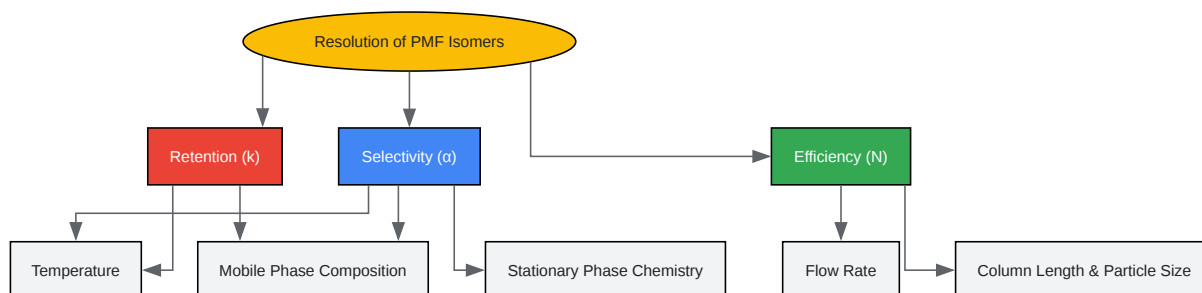 Resolution of PMF Isomers
Retention (k)
Selectivity (α)
Efficiency (N)
Temperature
Mobile Phase Composition
Stationary Phase Chemistry
Flow Rate
Column Length & Particle Size